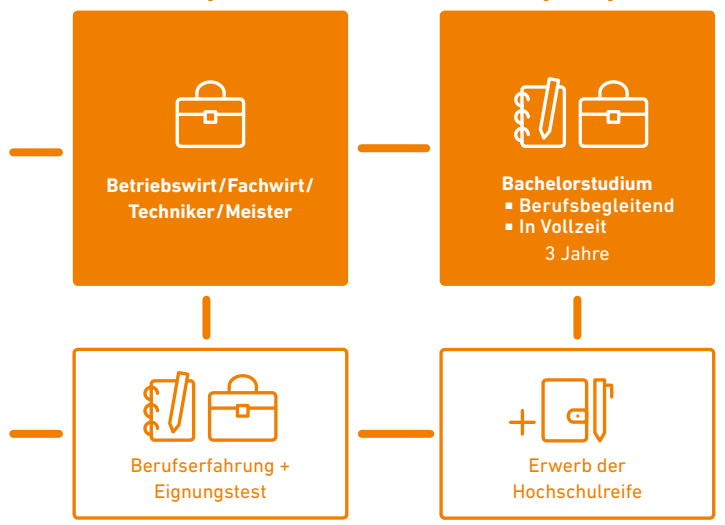 Betriebswirt/Fachwirt/
Techniker/Meister
Bachelorstudium
▪ Berufsbegleitend
▪ In Vollzeit
3 Jahre
Berufserfahrung +
Eignungstest
Erwerb der
Hochschulreife